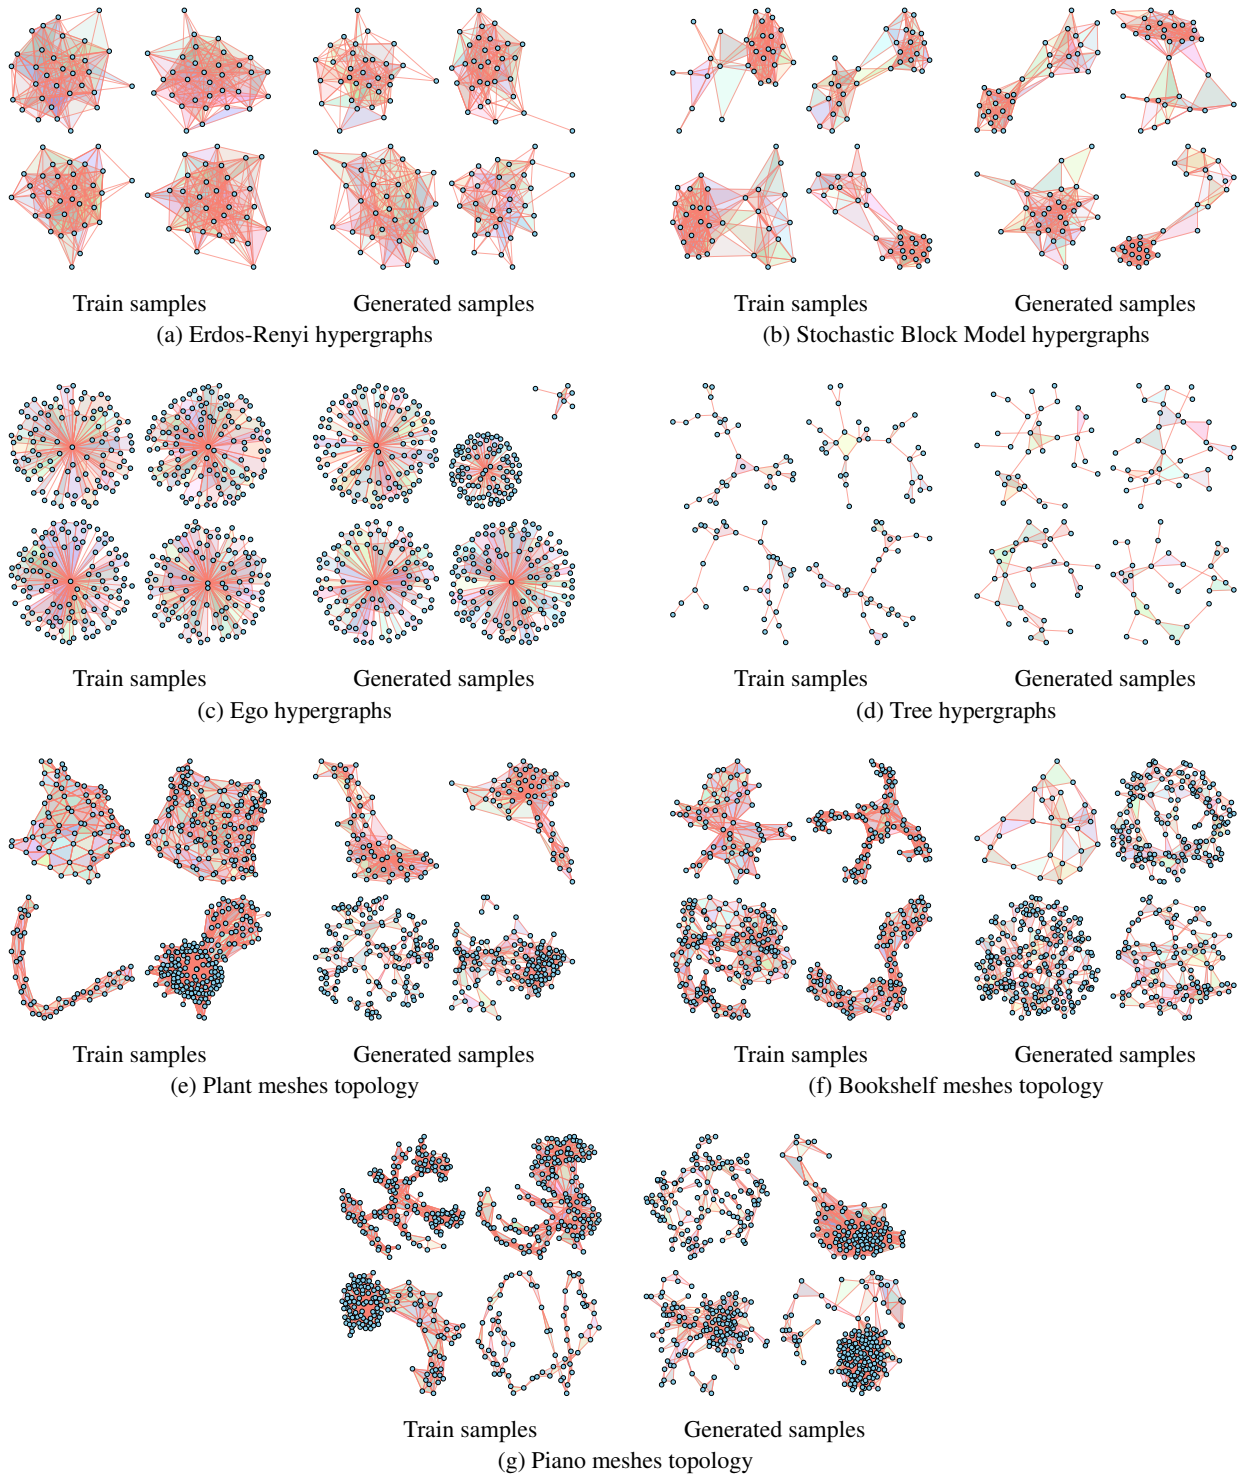 Train samples
Generated samples
(a) Erdos-Renyi hypergraphs
Train samples
Generated samples
(b) Stochastic Block Model hypergraphs
Train samples
Generated samples
(c) Ego hypergraphs
Train samples
Generated samples
(d) Tree hypergraphs
Train samples
Generated samples
(e) Plant meshes topology
Train samples
Generated samples
(f) Bookshelf meshes topology
Train samples
Generated samples
(g) Piano meshes topology